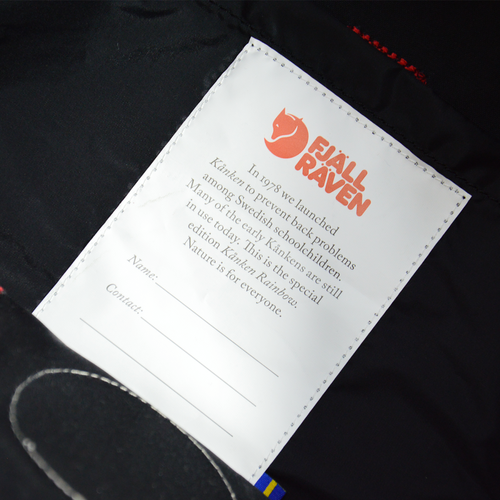 FJÄLL
RÄVEN
In 1978 we launched
Kånken to prevent back problems
among Swedish schoolchildren.
Many of the early Kånkens are still
in use today. This is the special
edition Kånken Rainbow.
Nature is for everyone.
Name:
Contact: